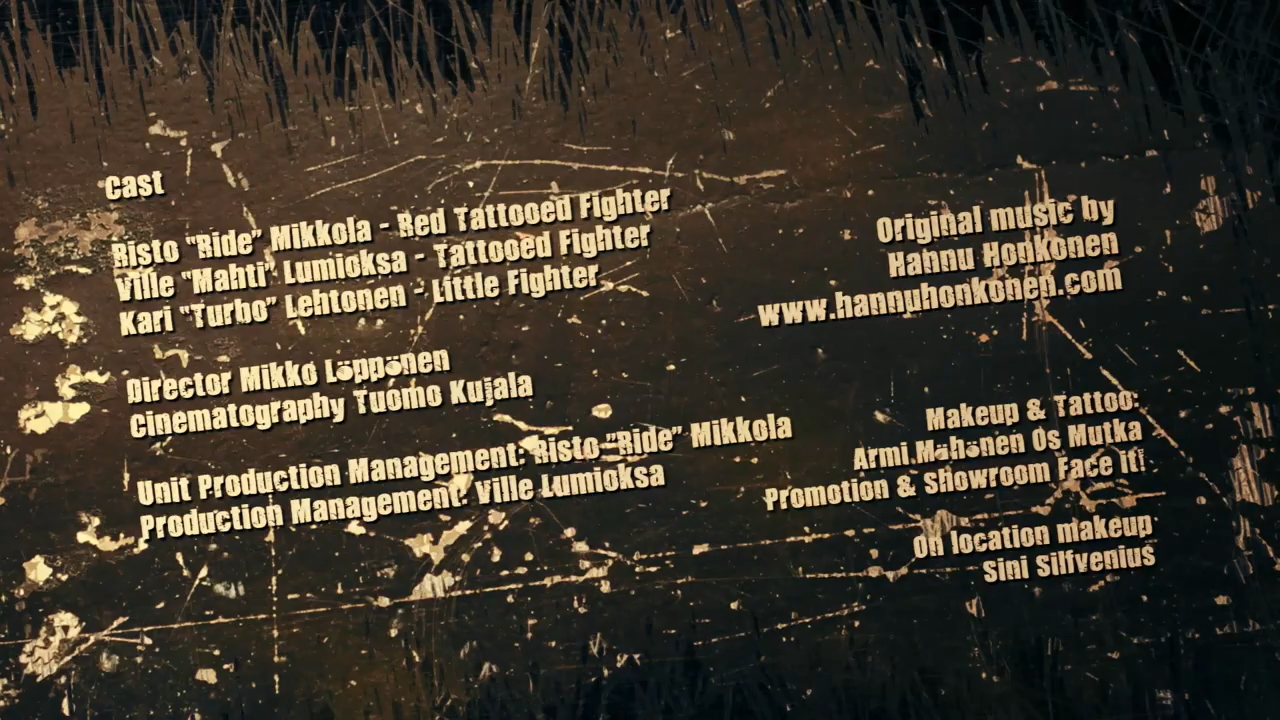 Cast
Risto "Ride" Mikkola - Red Tattooed Fighter
Ville "Mahti" Lumioksa - Tattooed Fighter
Kari "Turbo" Lehtonen - Little Fighter
Director Mikko Löppönen
Cinematography Tuomo Kujala
Unit Production Management: Risto "Ride" Mikkola
Production Management: Ville Lumioksa
Original music by
Hannu Honkonen
www.hannuhonkonen.com
Makeup & Tattoo:
Armi Möhönen Os Mutka
Promotion & Showroom Face It!
On location makeup
Sini Silfvenius